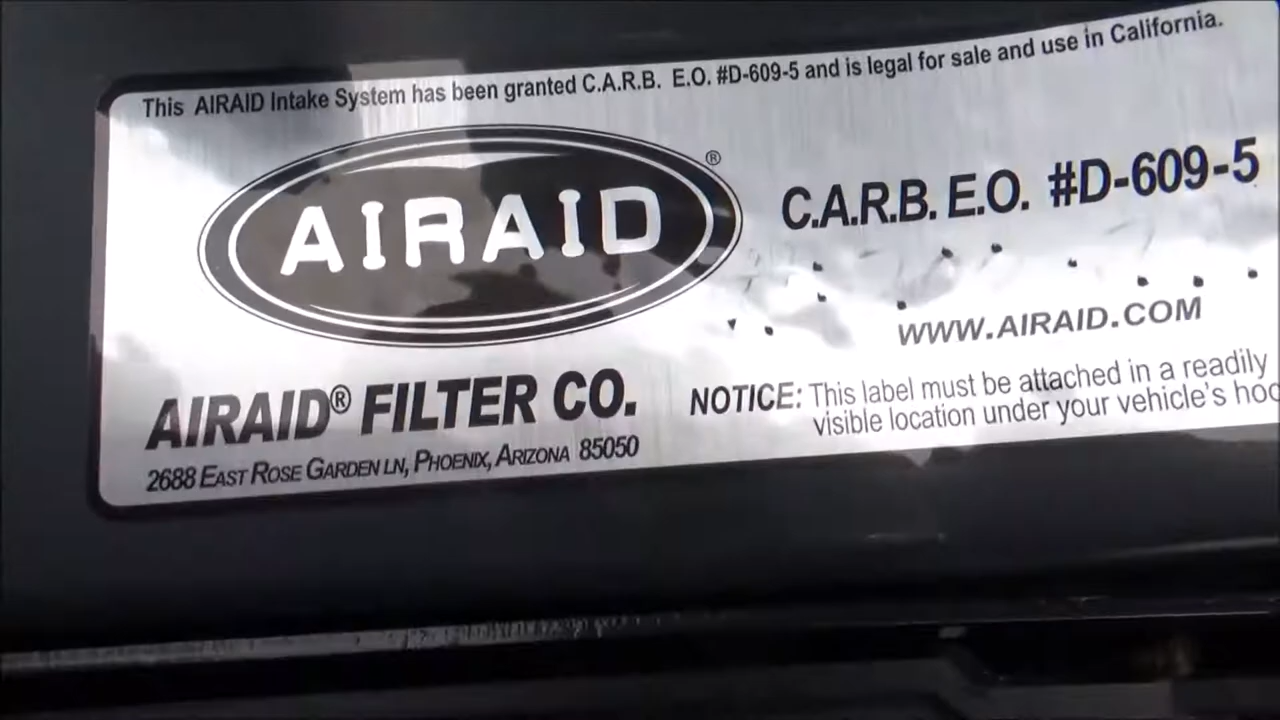 This AIRAID Intake System has been granted C.A.R.B. E.O. #D-609-5 and is legal for sale and use in California.
AIRAID®
C.A.R.B. E.O. #D-609-5
WWW.AIRAID.COM
AIRAID® FILTER CO.
2688 EAST ROSE GARDEN LN, PHOENIX, ARIZONA 85050
NOTICE: This label must be attached in a readily
visible location under your vehicle's